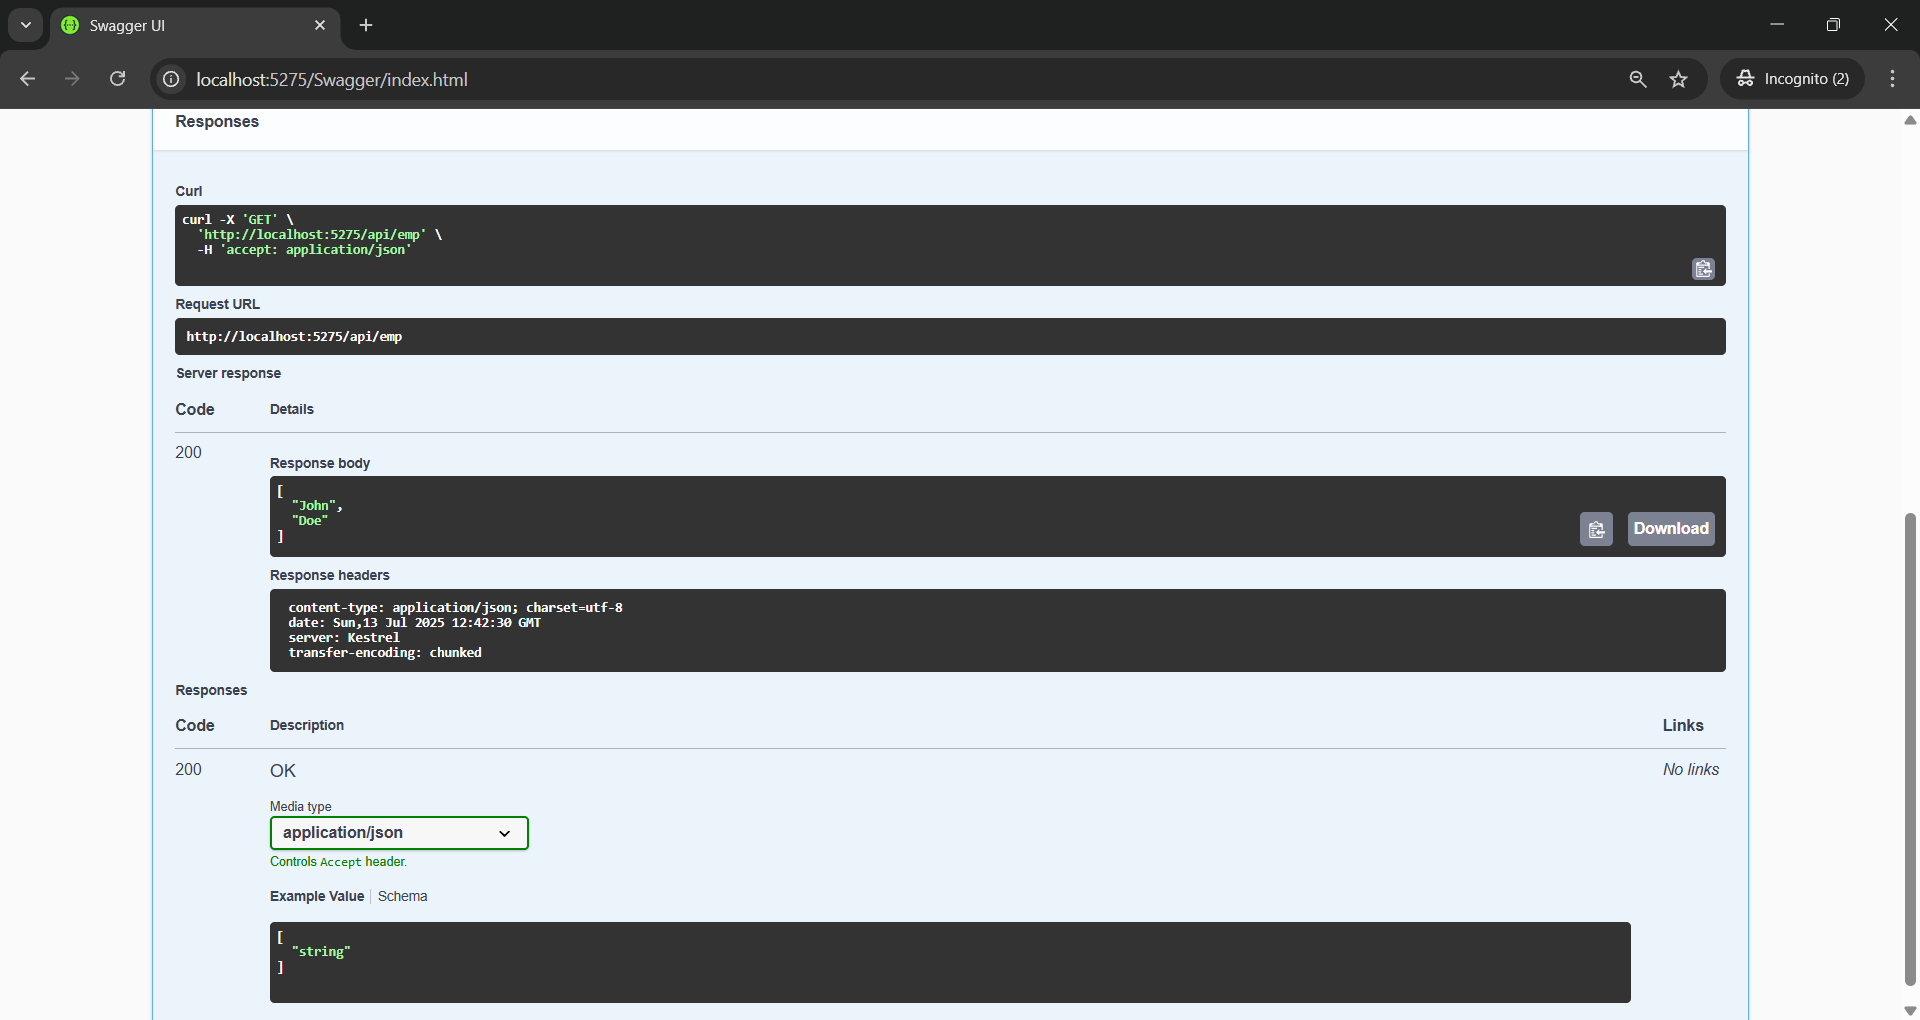 Swagger UI
localhost:5275/Swagger/index.html
Incognito (2)
Responses
Curl
curl -X 'GET' \
'http://localhost:5275/api/emp' \
-H 'accept: application/json'
Request URL
http://localhost:5275/api/emp
Server response
Code Details
200
Response body
[
"John",
"Doe"
]
Download
Response headers
content-type: application/json; charset=utf-8
date: Sun,13 Jul 2025 12:42:30 GMT
server: Kestrel
transfer-encoding: chunked
Responses
Code Description Links
200 OK No links
Media type
application/json
Controls Accept header.
Example Value Schema
[
"string"
]